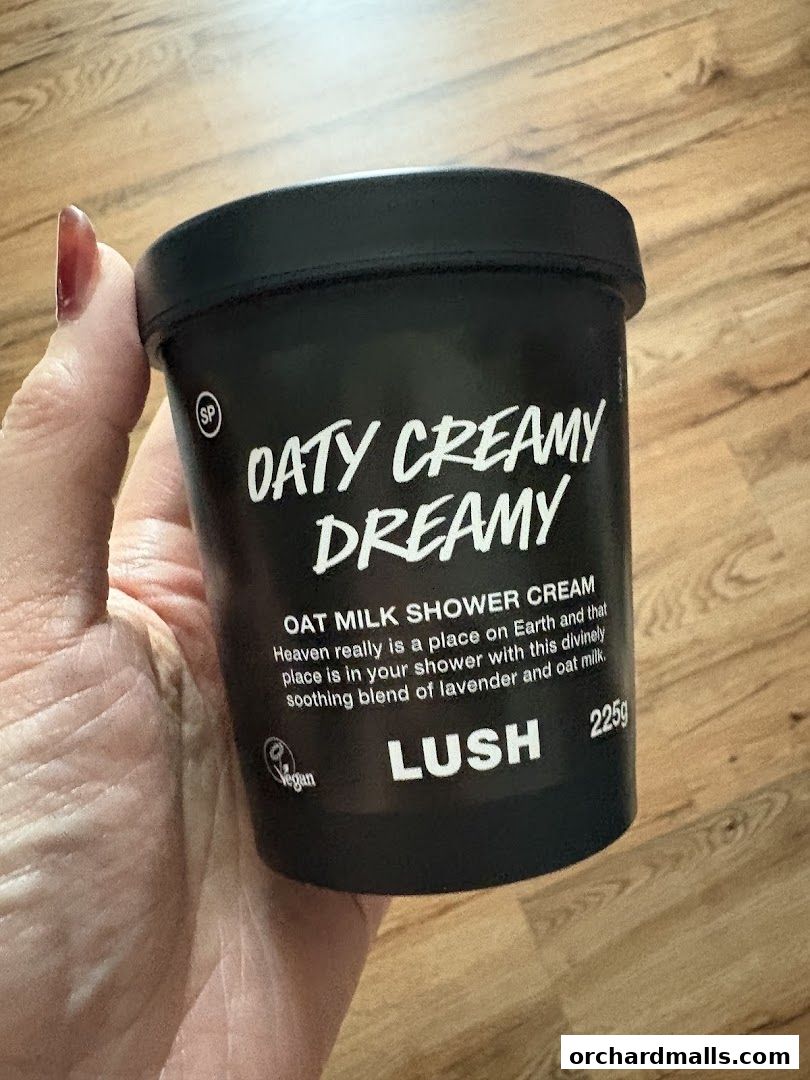 SP
OATY CREAMY
DREAMY
OAT MILK SHOWER CREAM
Heaven really is a place on Earth and that
place is in your shower with this divinely
soothing blend of lavender and oat milk.
Vegan
LUSH
225g
orchardmalls.com